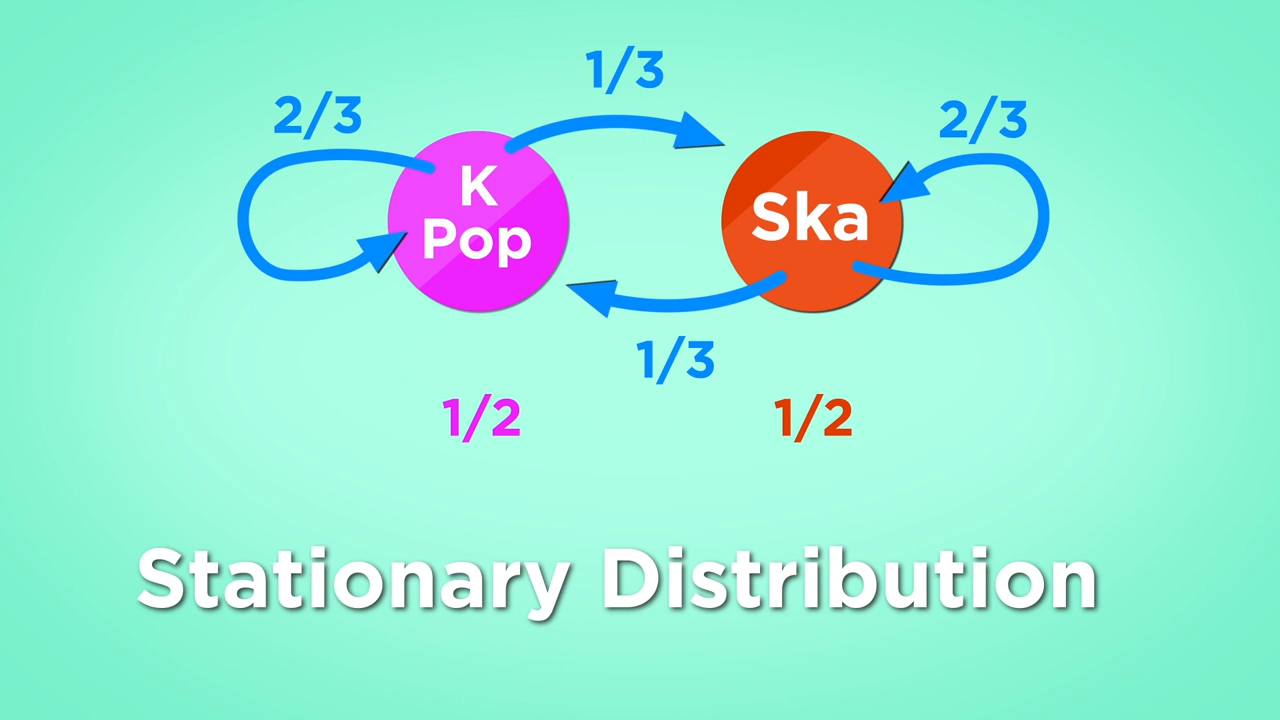 1/3
2/3
2/3
K
Pop
Ska
1/3
1/2
1/2
Stationary Distribution